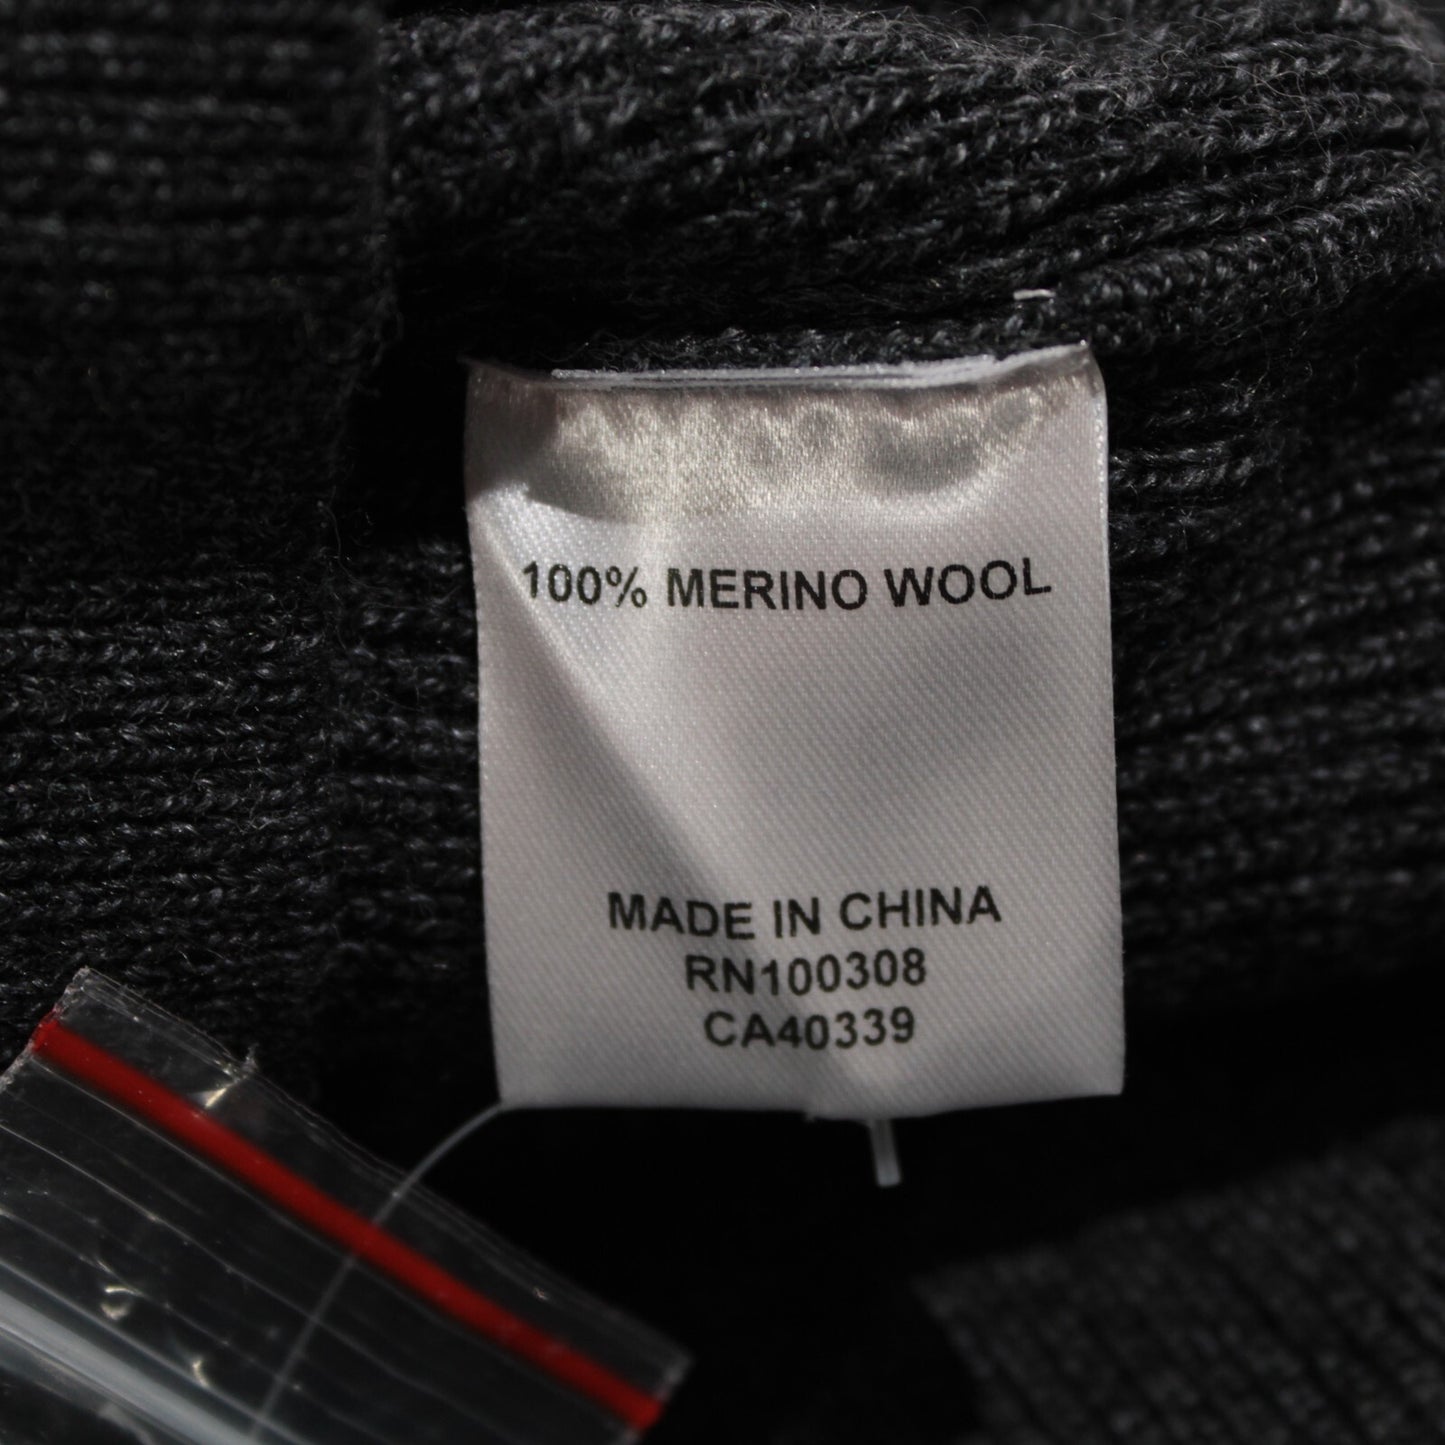 100% MERINO WOOL
MADE IN CHINA
RN100308
CA40339